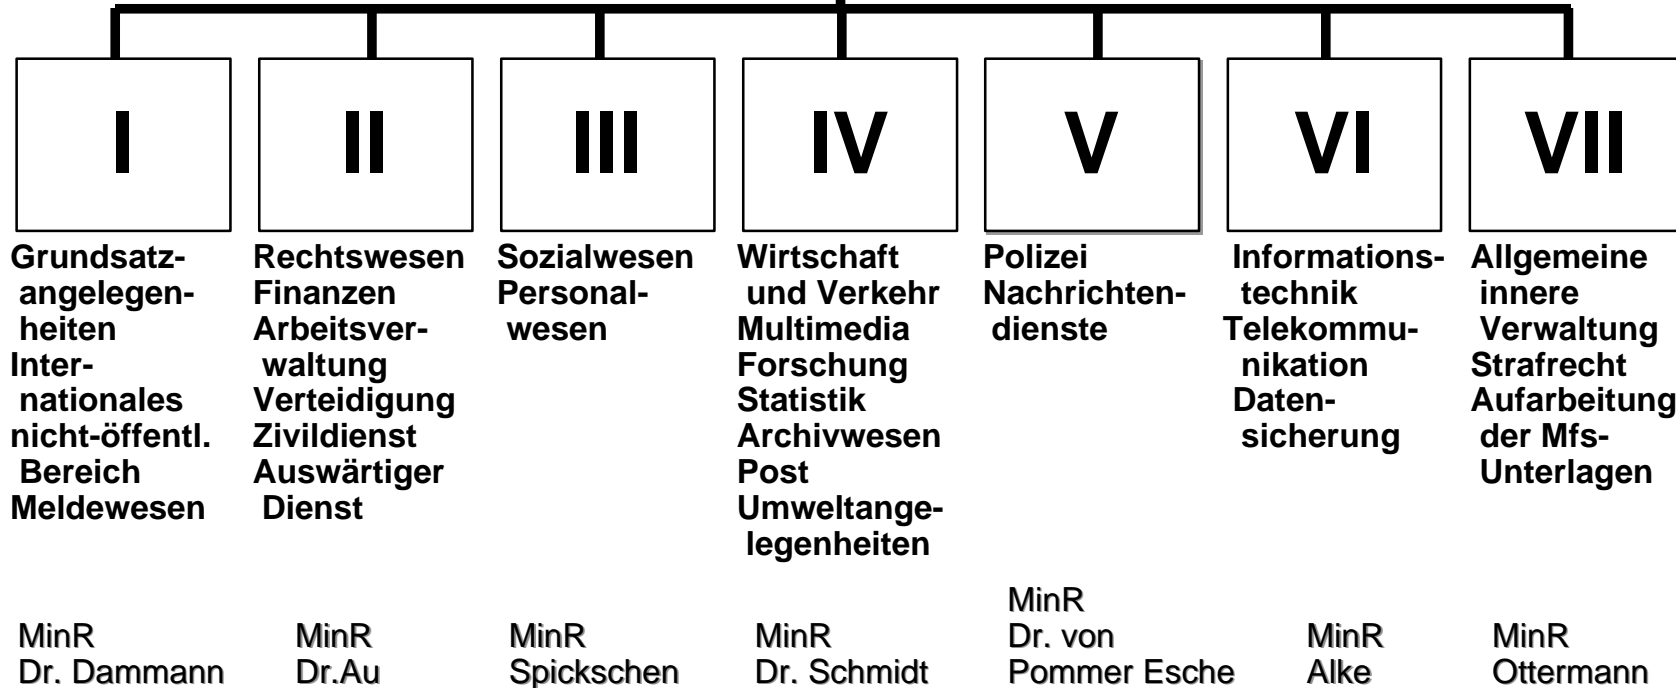 I
II
III
IV
V
VI
VII
Grundsatz-
angelegen-
heiten
Inter-
nationales
nicht-öffentl.
Bereich
Meldewesen
Rechtswesen
Finanzen
Arbeitsver-
waltung
Verteidigung
Zivildienst
Auswärtiger
Dienst
Sozialwesen
Personal-
wesen
Wirtschaft
und Verkehr
Multimedia
Forschung
Statistik
Archivwesen
Post
Umweltange-
legenheiten
Polizei
Nachrichten-
dienste
Informations-
technik
Telekommu-
nikation
Daten-
sicherung
Allgemeine
innere
Verwaltung
Strafrecht
Aufarbeitung
der Mfs-
Unterlagen
MinR
Dr. Dammann
MinR
Dr.Au
MinR
Spickschen
MinR
Dr. Schmidt
MinR
Dr. von
Pommer Esche
MinR
Alke
MinR
Ottermann